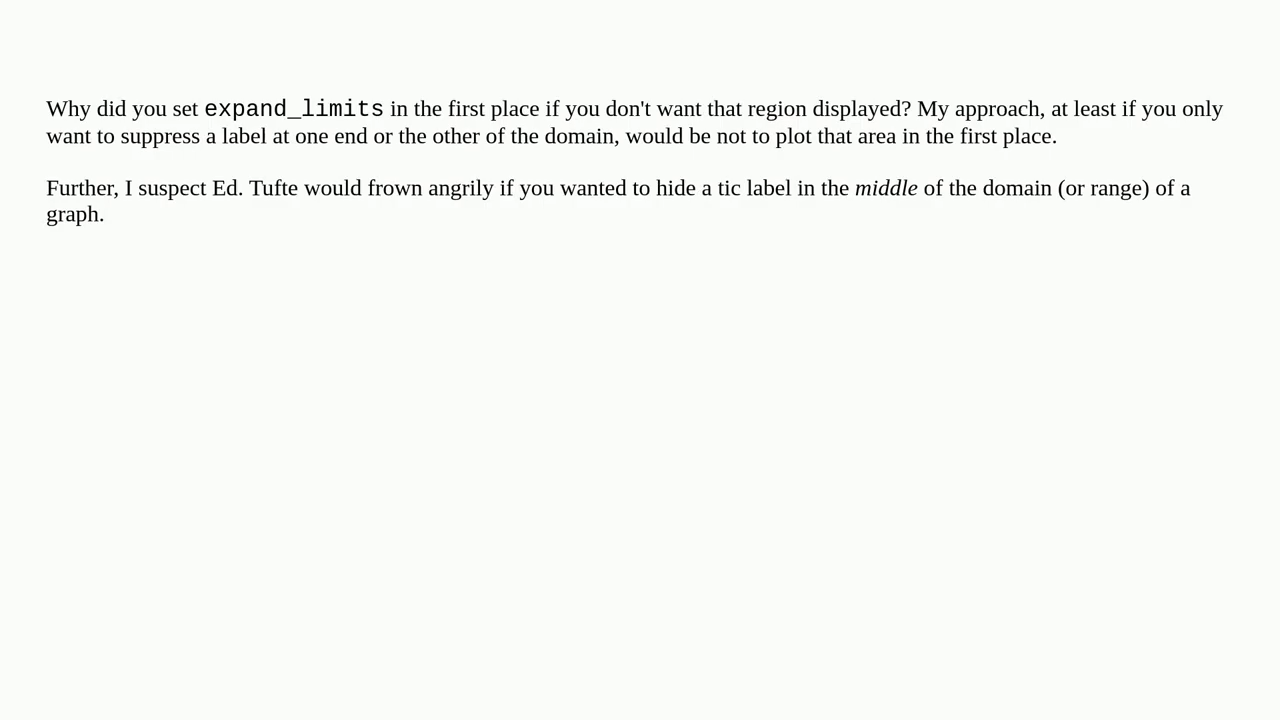 Why did you set expand_limits in the first place if you don't want that region displayed? My approach, at least if you only
want to suppress a label at one end or the other of the domain, would be not to plot that area in the first place.
Further, I suspect Ed. Tufte would frown angrily if you wanted to hide a tic label in the middle of the domain (or range) of a
graph.